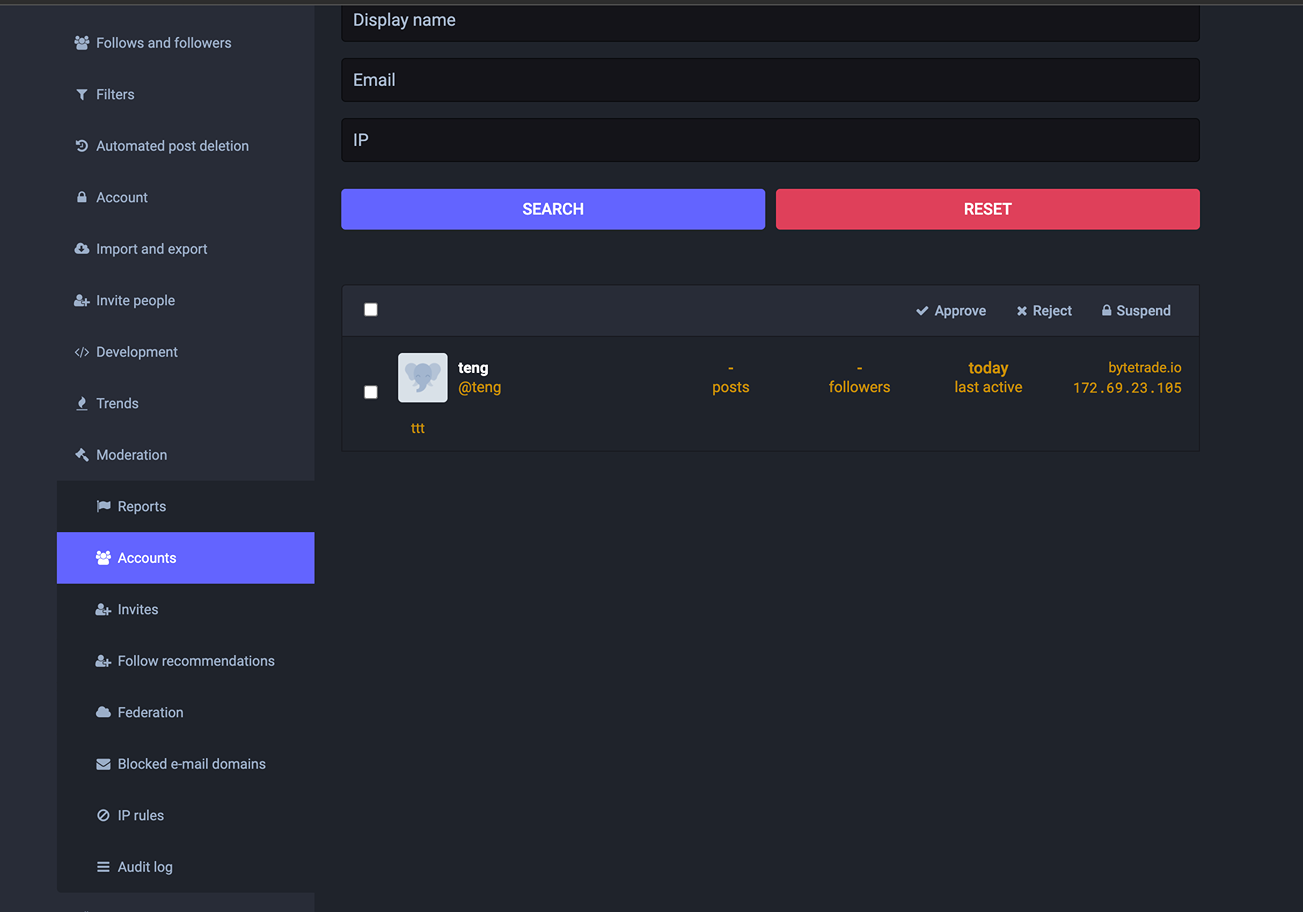 Follows and followers
Filters
Automated post deletion
Account
Import and export
Invite people
Development
Trends
Moderation
Reports
Accounts
Invites
Follow recommendations
Federation
Blocked e-mail domains
IP rules
Audit log
Display name
Email
IP
SEARCH RESET
Approve Reject Suspend
teng - - today bytetrade.io
@teng posts followers last active 172.69.23.105
ttt